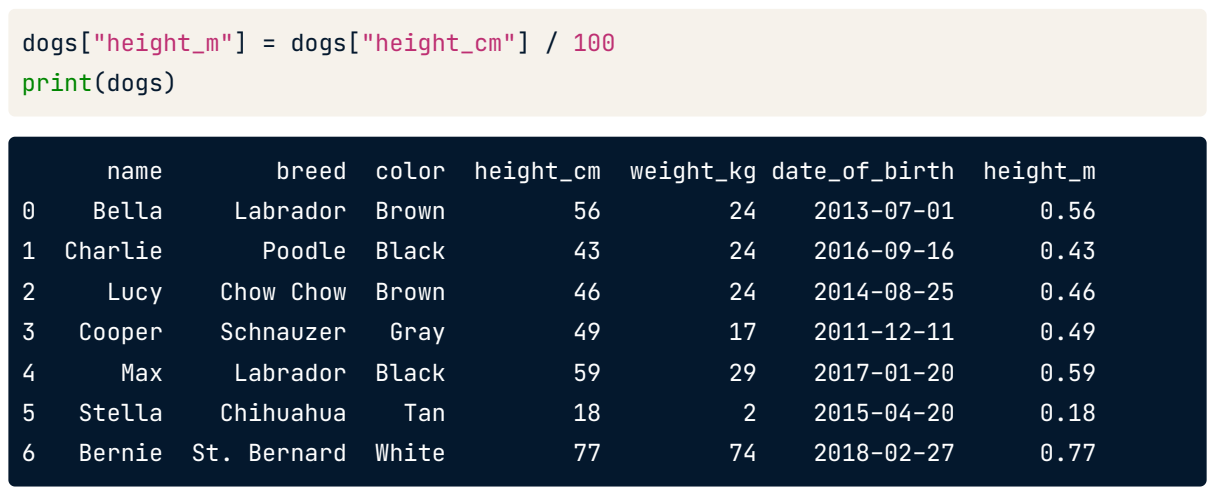 dogs["height_m"] = dogs["height_cm"] / 100
print(dogs)
name breed color height_cm weight_kg date_of_birth height_m
0 Bella Labrador Brown 56 24 2013-07-01 0.56
1 Charlie Poodle Black 43 24 2016-09-16 0.43
2 Lucy Chow Chow Brown 46 24 2014-08-25 0.46
3 Cooper Schnauzer Gray 49 17 2011-12-11 0.49
4 Max Labrador Black 59 29 2017-01-20 0.59
5 Stella Chihuahua Tan 18 2 2015-04-20 0.18
6 Bernie St. Bernard White 77 74 2018-02-27 0.77